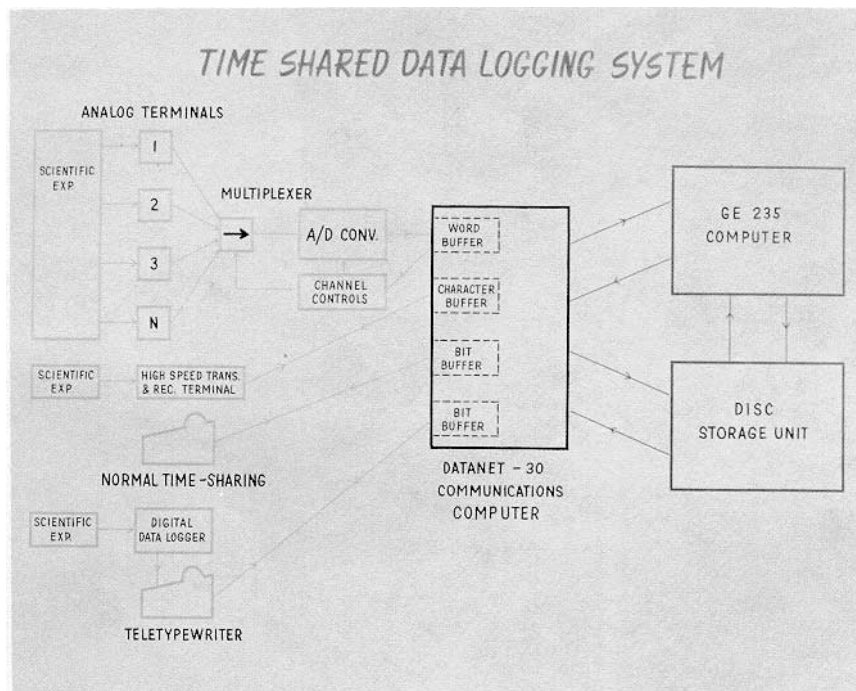 TIME SHARED DATA LOGGING SYSTEM
ANALOG TERMINALS
SCIENTIFIC
EXP.
1
2
3
N
MULTIPLEXER
A/D CONV.
CHANNEL
CONTROLS
SCIENTIFIC
EXP.
HIGH SPEED TRANS.
& REC. TERMINAL
NORMAL TIME-SHARING
SCIENTIFIC
EXP.
DIGITAL
DATA LOGGER
TELETYPEWRITER
WORD
BUFFER
CHARACTER
BUFFER
BIT
BUFFER
BIT
BUFFER
DATANET - 30
COMMUNICATIONS
COMPUTER
GE 235
COMPUTER
DISC
STORAGE UNIT